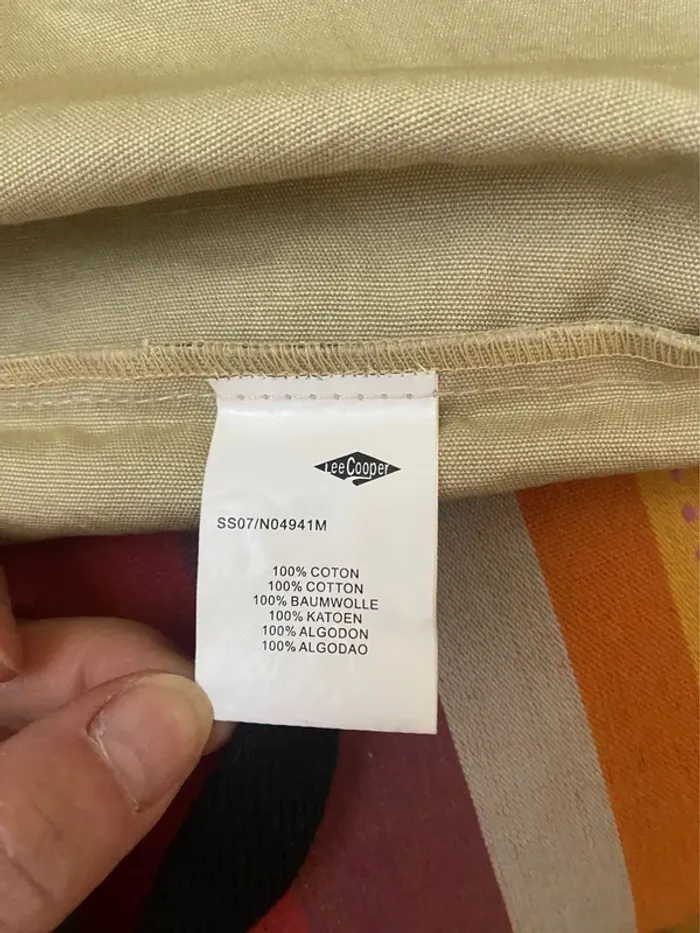 Lee Cooper
SS07/N04941M
100% COTON
100% COTTON
100% BAUMWOLLE
100% KATOEN
100% ALGODON
100% ALGODAO